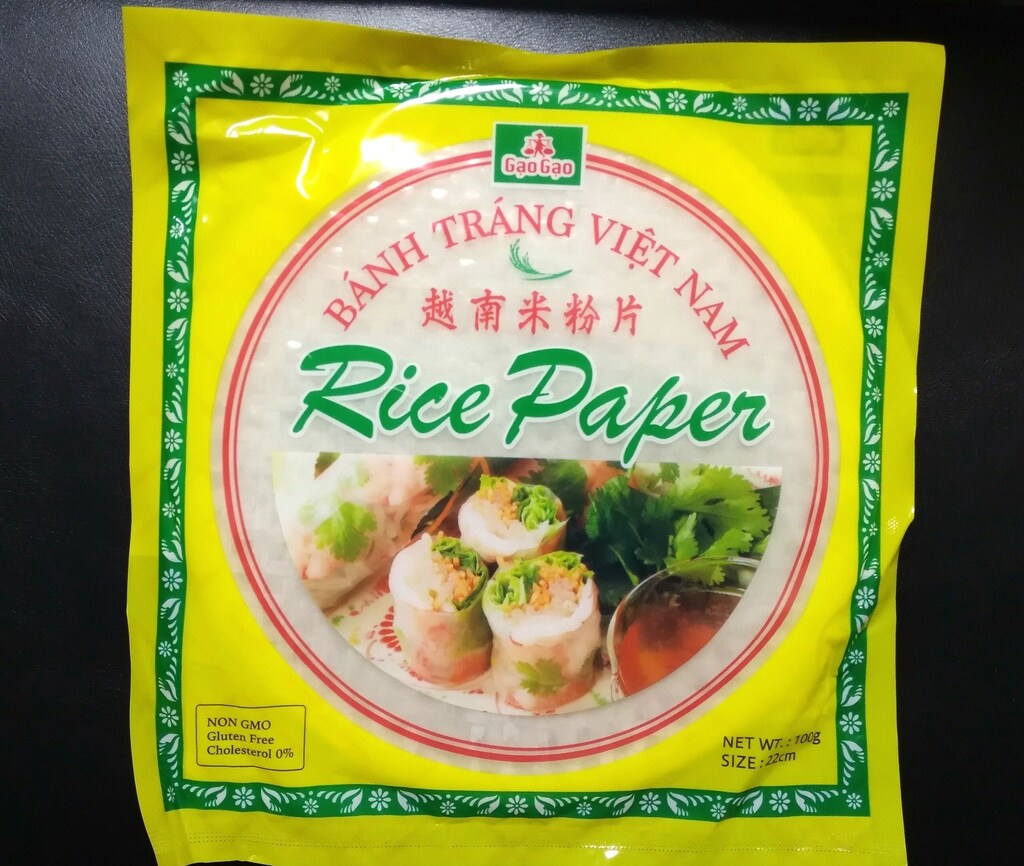 Gạo Gạo
BÁNH TRÁNG VIỆT NAM
越南米粉片
Rice Paper
NON GMO
Gluten Free
Cholesterol 0%
NET WT. : 100g
SIZE : 22cm